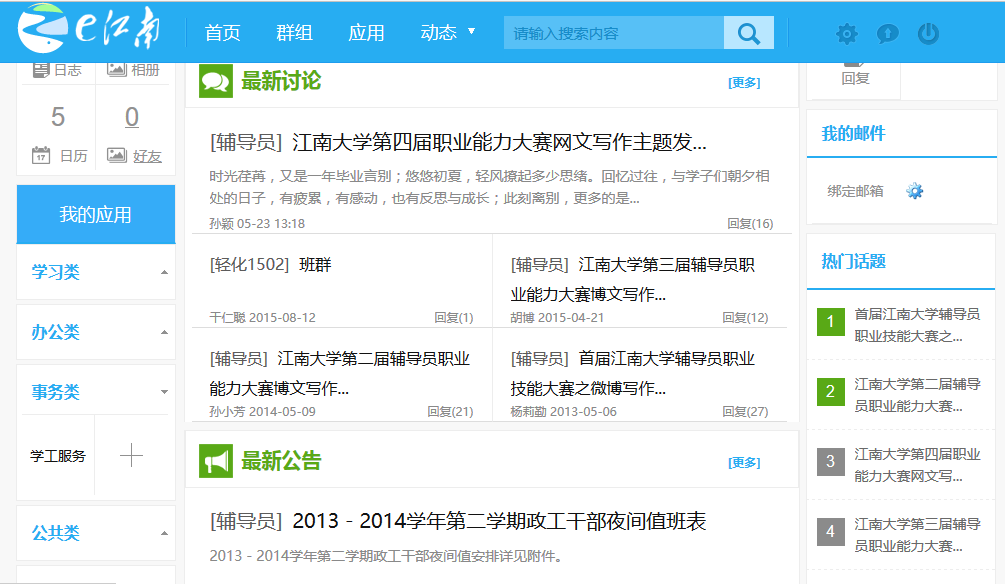 e江南
首页 群组 应用 动态 请输入搜索内容
日志 相册
5 0
17 日历 好友
我的应用
学习类
办公类
事务类
学工服务
公共类
最新讨论 [更多]
[辅导员] 江南大学第四届职业能力大赛网文写作主题发...
时光荏苒，又是一年毕业言别；悠悠初夏，轻风撩起多少思绪。回忆过往，与学子们朝夕相
处的日子，有疲累，有感动，也有反思与成长；此刻离别，更多的是...
孙颖 05-23 13:18 回复(16)
[轻化1502] 班群
于仁聪 2015-08-12 回复(1)
[辅导员] 江南大学第三届辅导员职
业能力大赛博文写作...
胡博 2015-04-21 回复(12)
[辅导员] 江南大学第二届辅导员职业
能力大赛博文写作...
孙小芳 2014-05-09 回复(21)
[辅导员] 首届江南大学辅导员职业
技能大赛之微博写作...
杨莉勤 2013-05-06 回复(27)
最新公告 [更多]
[辅导员] 2013 - 2014学年第二学期政工干部夜间值班表
2013 - 2014学年第二学期政工干部夜间值班安排详见附件。
回复
我的邮件
绑定邮箱
热门话题
1 首届江南大学辅导员
职业技能大赛之...
2 江南大学第二届辅导
员职业能力大赛...
3 江南大学第四届职业
能力大赛网文写...
4 江南大学第三届辅导
员职业能力大赛...